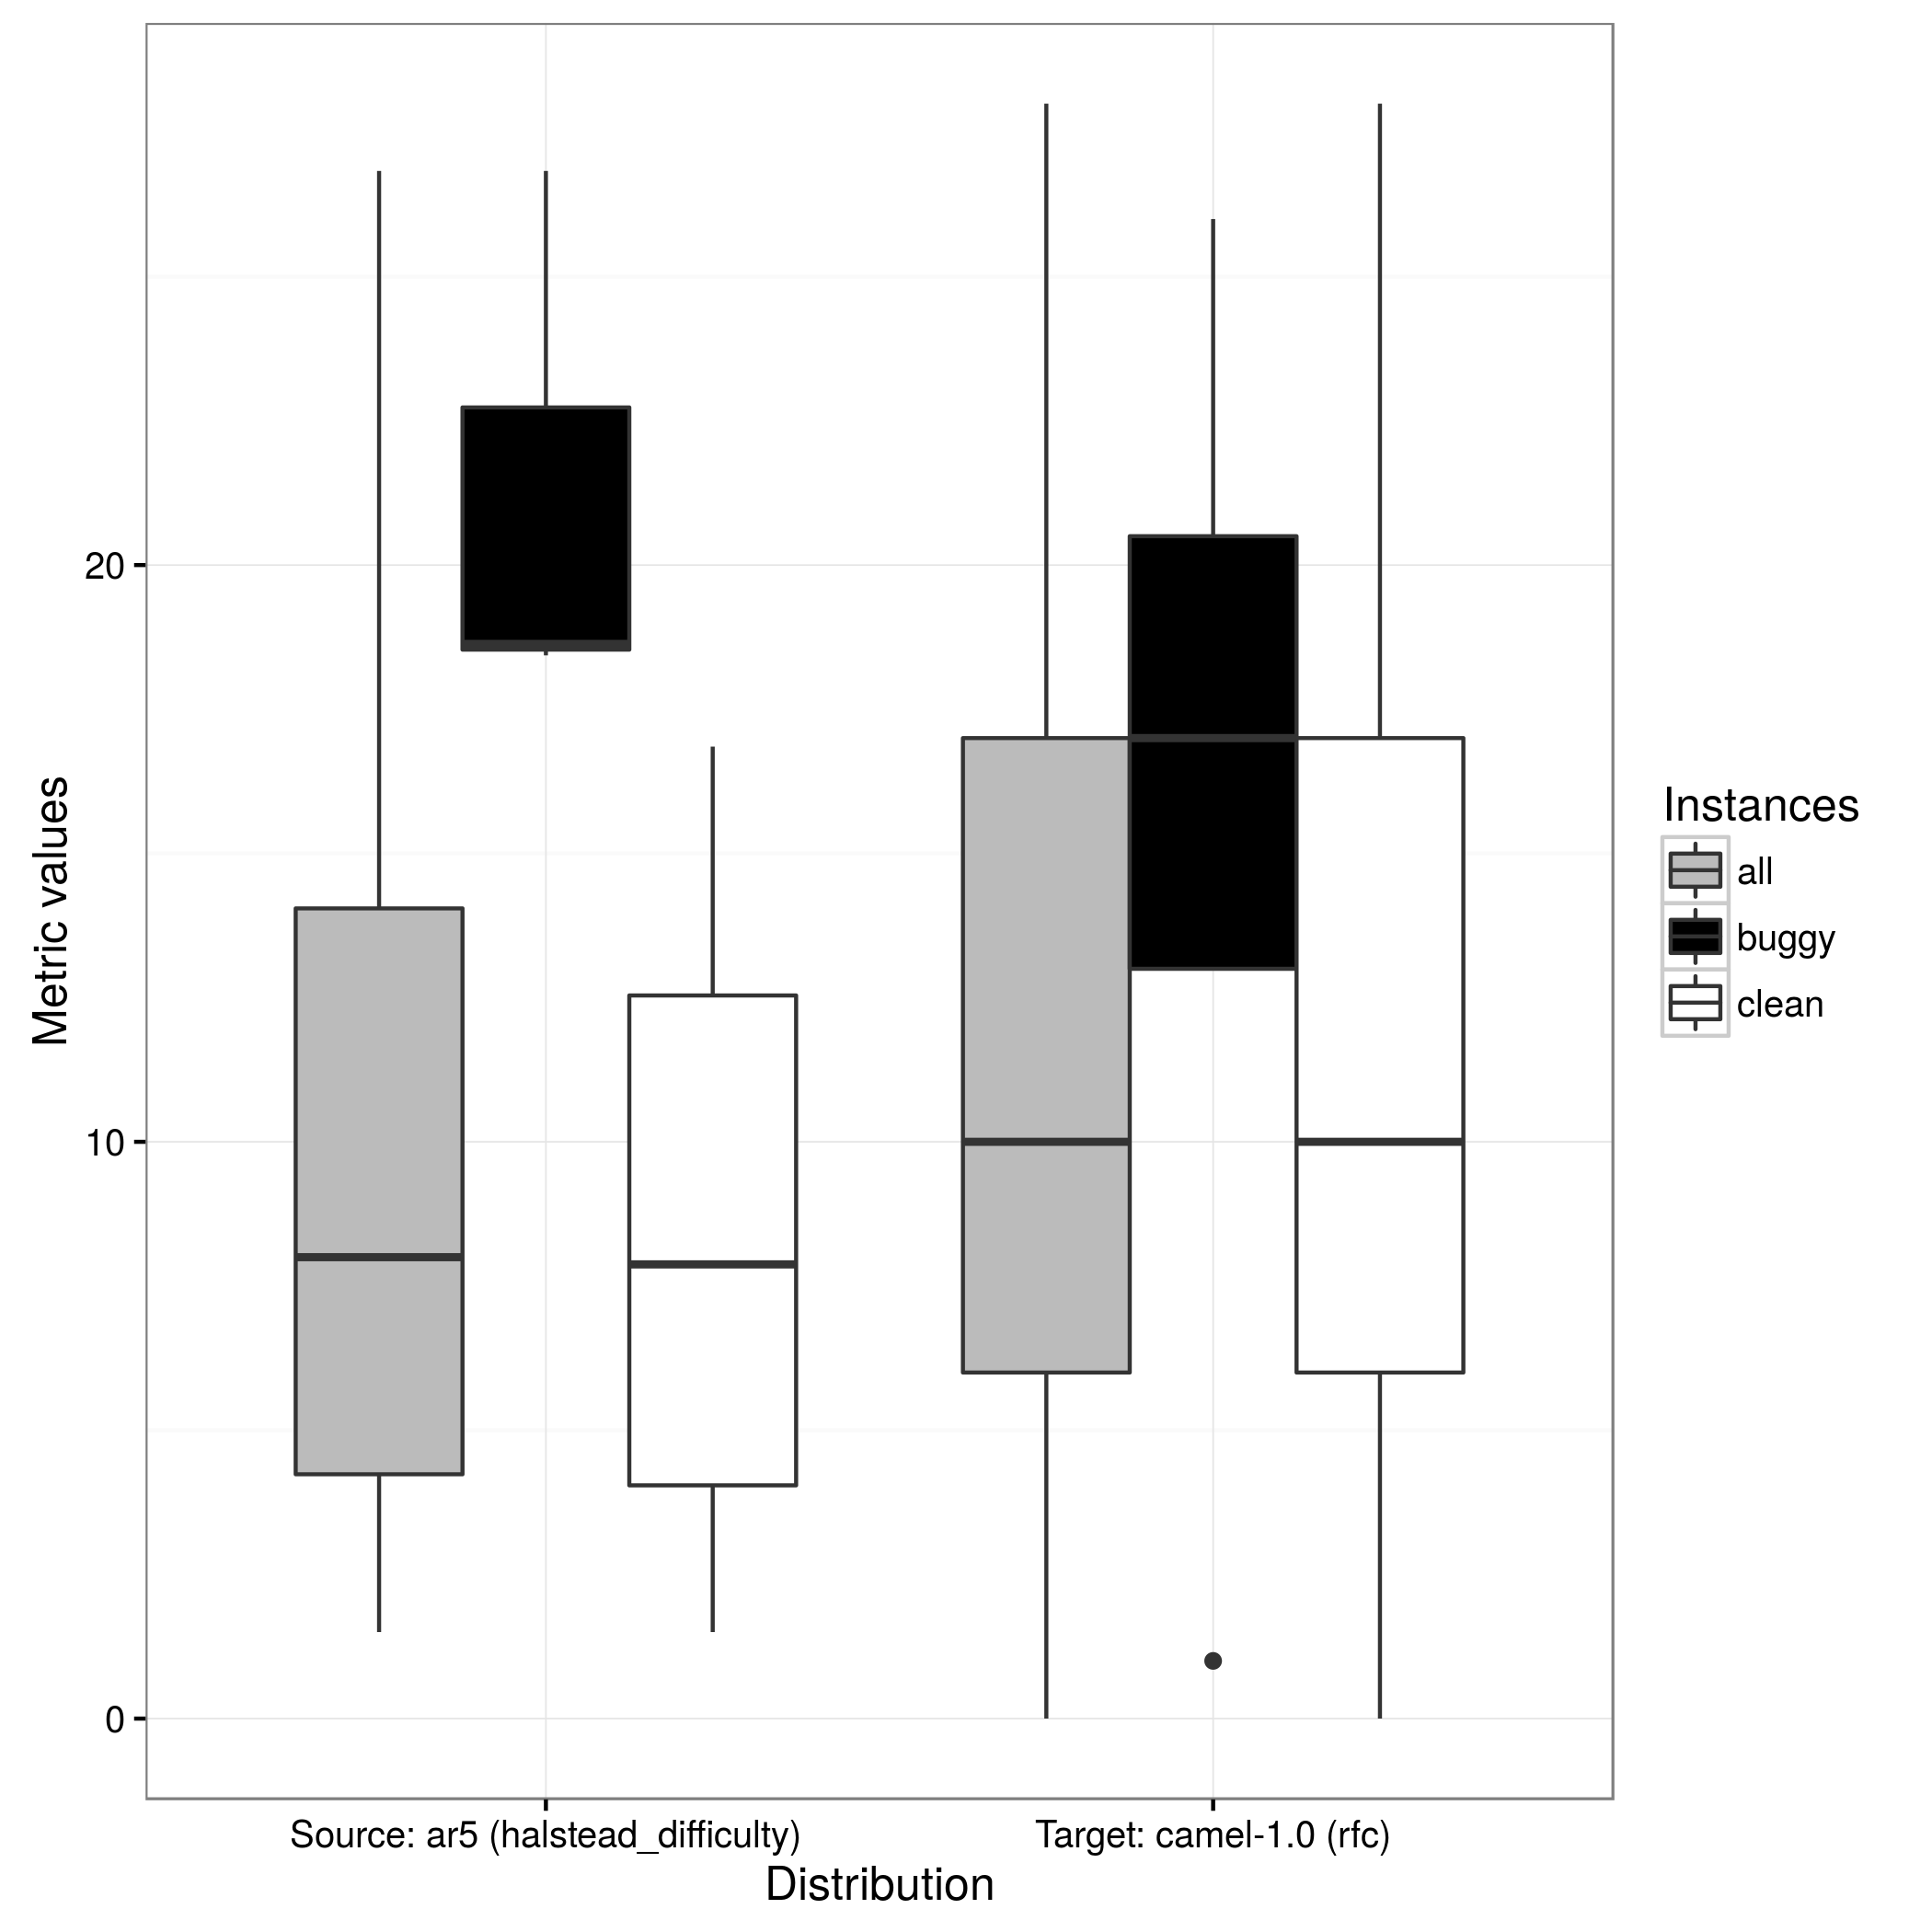 Metric values
20
10
0
Source: ar5 (halstead_difficulty)
Target: camel-1.0 (rfc)
Distribution
Instances
all
buggy
clean